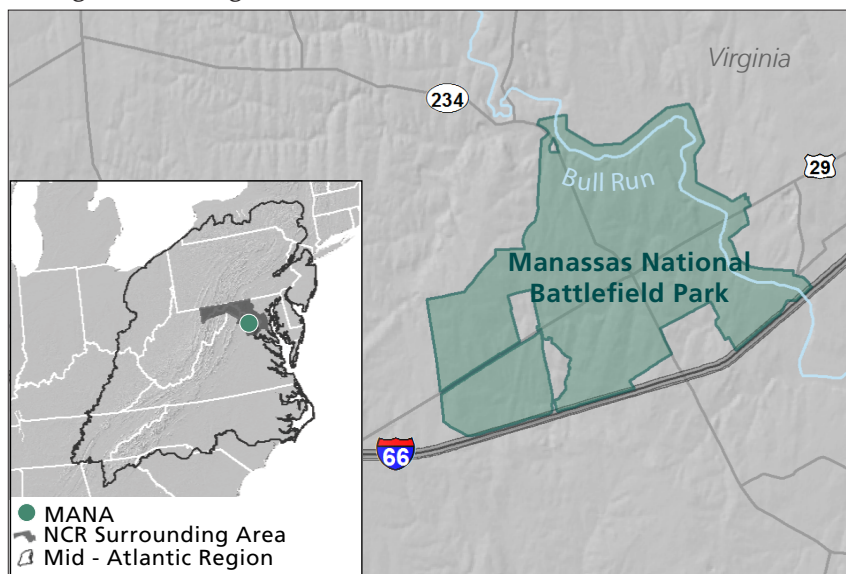 Virginia
234
29
Bull Run
Manassas National
Battlefield Park
66
MANA
NCR Surrounding Area
Mid - Atlantic Region